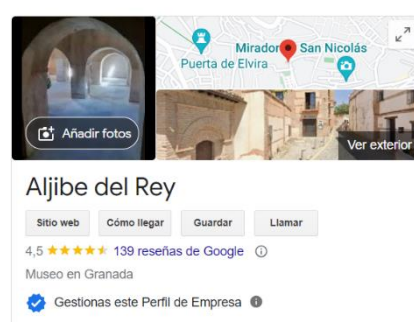 Mirador San Nicolás
Puerta de Elvira
Añadir fotos
Ver exterior
Aljibe del Rey
Sitio web Cómo llegar Guardar Llamar
4,5 139 reseñas de Google
Museo en Granada
Gestionas este Perfil de Empresa